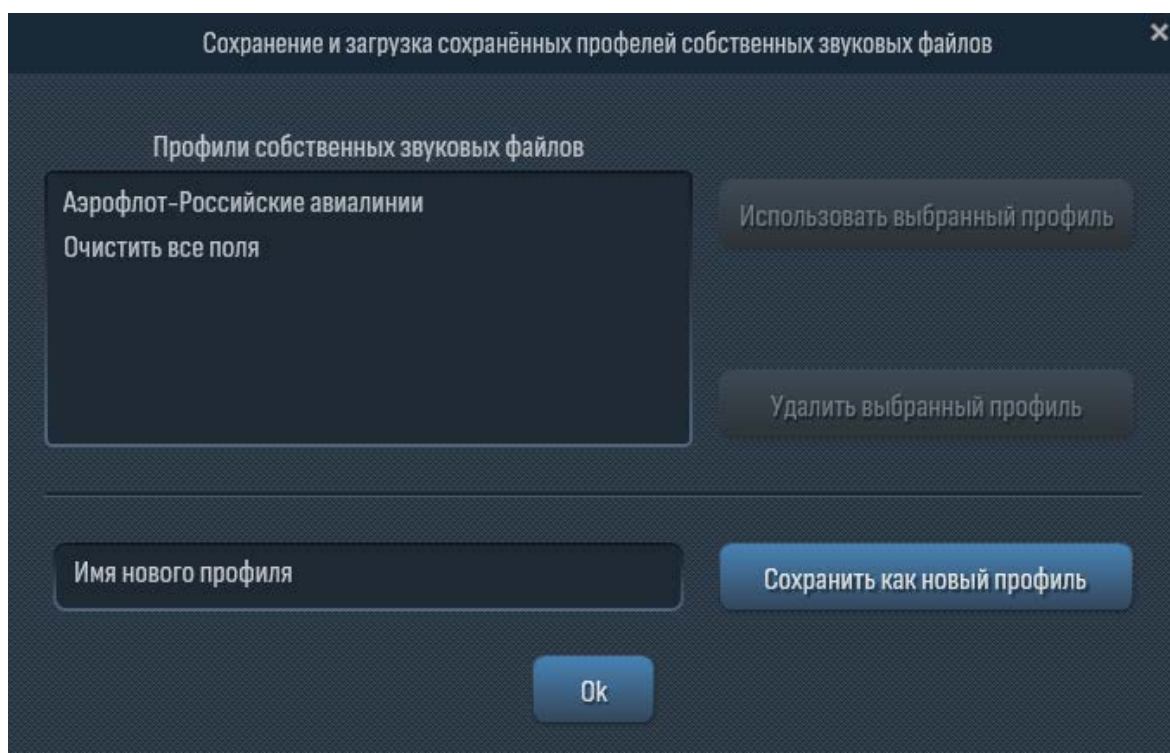 Сохранение и загрузка сохранённых профелей собственных звуковых файлов
Профили собственных звуковых файлов
Аэрофлот-Российские авиалинии
Очистить все поля
Использовать выбранный профиль
Удалить выбранный профиль
Имя нового профиля
Сохранить как новый профиль
Ok